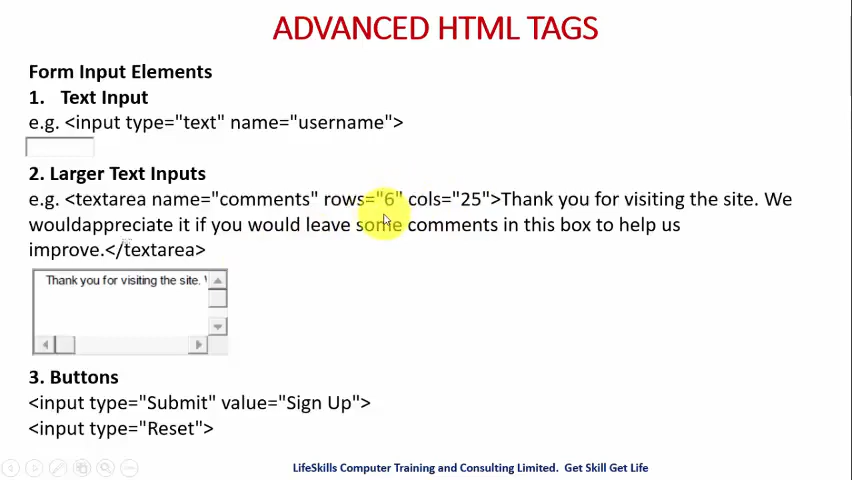 ADVANCED HTML TAGS
Form Input Elements
1. Text Input
e.g. <input type="text" name="username">
2. Larger Text Inputs
e.g. <textarea name="comments" rows="6" cols="25">Thank you for visiting the site. We
wouldappreciate it if you would leave some comments in this box to help us
improve.</textarea>
Thank you for visiting the site.
3. Buttons
<input type="Submit" value="Sign Up">
<input type="Reset">
LifeSkills Computer Training and Consulting Limited. Get Skill Get Life